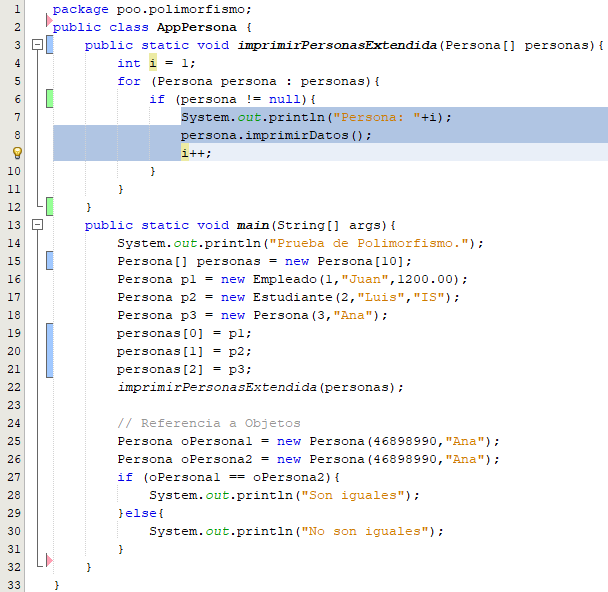 1 package poo.polimorfismo;
2 public class AppPersona {
3 public static void imprimirPersonasExtendida(Persona[] personas){
4 int i = 1;
5 for (Persona persona : personas){
6 if (persona != null){
7 System.out.println("Persona: "+i);
8 persona.imprimirDatos();
i++;
10 }
11 }
12 }
13 public static void main(String[] args){
14 System.out.println("Prueba de Polimorfismo.");
15 Persona[] personas = new Persona[10];
16 Persona p1 = new Empleado(1,"Juan",1200.00);
17 Persona p2 = new Estudiante(2,"Luis","IS");
18 Persona p3 = new Persona(3,"Ana");
19 personas[0] = p1;
20 personas[1] = p2;
21 personas[2] = p3;
22 imprimirPersonasExtendida(personas);
23
24 // Referencia a Objetos
25 Persona oPersona1 = new Persona(46898990,"Ana");
26 Persona oPersona2 = new Persona(46898990,"Ana");
27 if (oPersona1 == oPersona2){
28 System.out.println("Son iguales");
29 }else{
30 System.out.println("No son iguales");
31 }
32 }
33 }